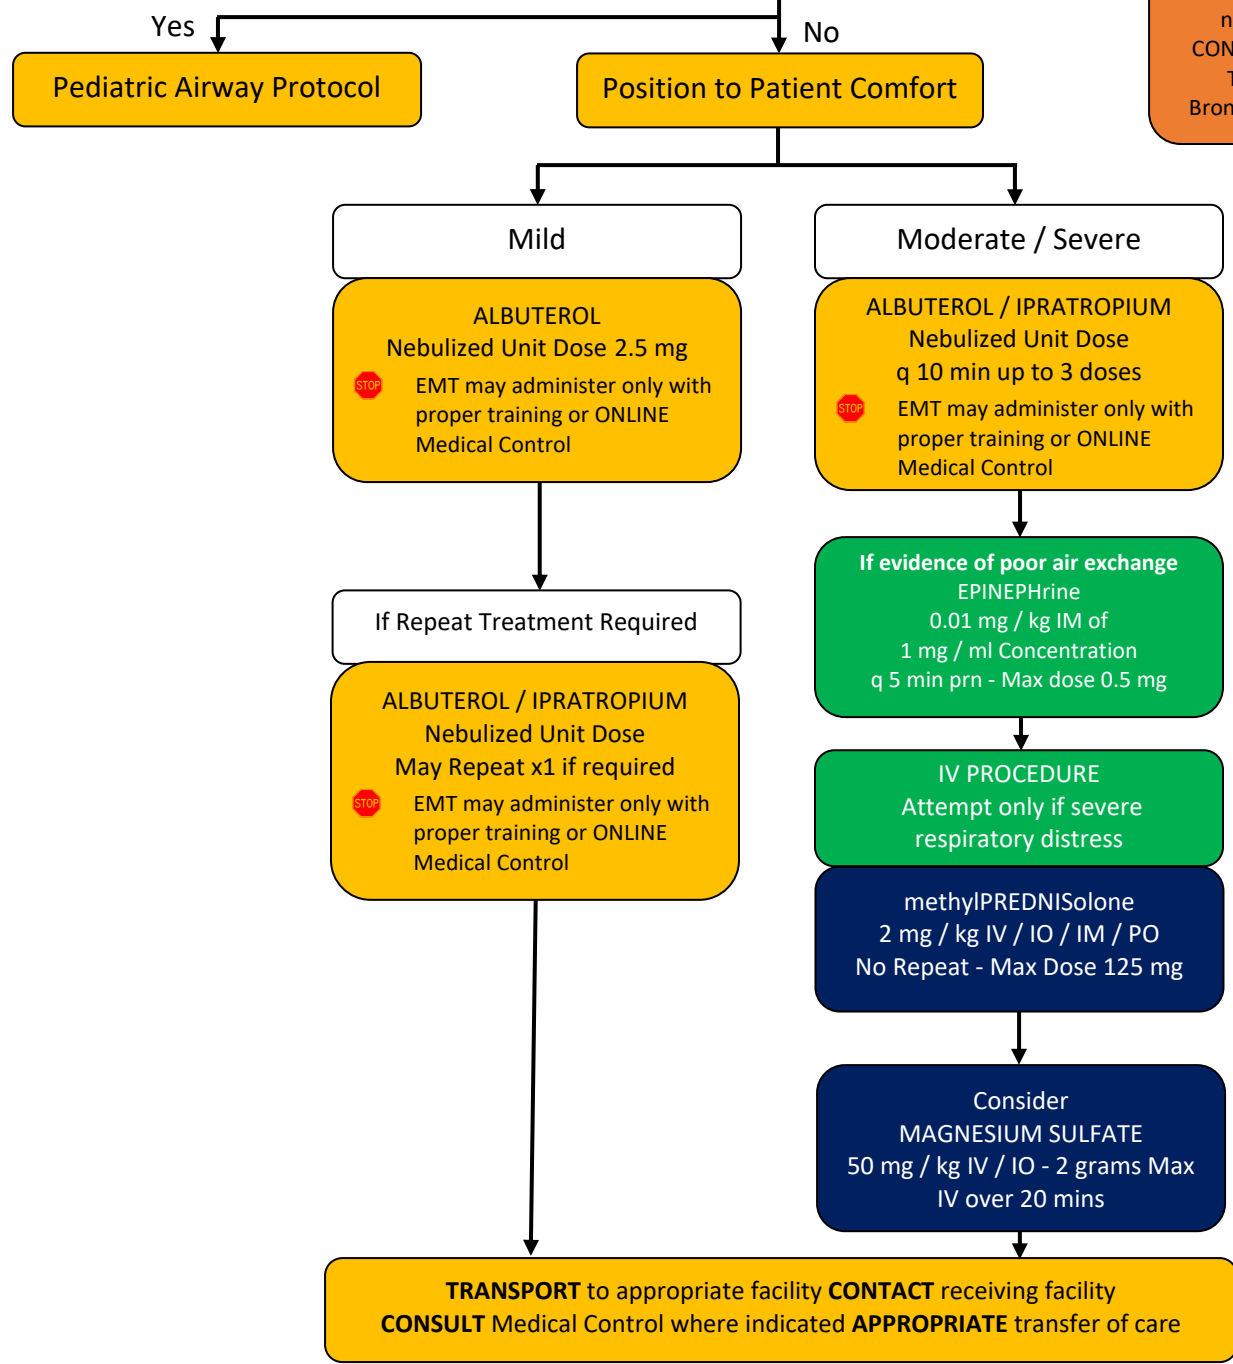 Yes
No
Pediatric Airway Protocol
Position to Patient Comfort
Mild
ALBUTEROL
Nebulized Unit Dose 2.5 mg
STOP
EMT may administer only with
proper training or ONLINE
Medical Control
If Repeat Treatment Required
ALBUTEROL / IPRATROPIUM
Nebulized Unit Dose
May Repeat x1 if required
STOP
EMT may administer only with
proper training or ONLINE
Medical Control
Moderate / Severe
ALBUTEROL / IPRATROPIUM
Nebulized Unit Dose
q 10 min up to 3 doses
STOP
EMT may administer only with
proper training or ONLINE
Medical Control
If evidence of poor air exchange
EPINEPHrine
0.01 mg / kg IM of
1 mg / ml Concentration
q 5 min prn - Max dose 0.5 mg
IV PROCEDURE
Attempt only if severe
respiratory distress
methylPREDNISolone
2 mg / kg IV / IO / IM / PO
No Repeat - Max Dose 125 mg
Consider
MAGNESIUM SULFATE
50 mg / kg IV / IO - 2 grams Max
IV over 20 mins
TRANSPORT to appropriate facility CONTACT receiving facility
CONSULT Medical Control where indicated APPROPRIATE transfer of care